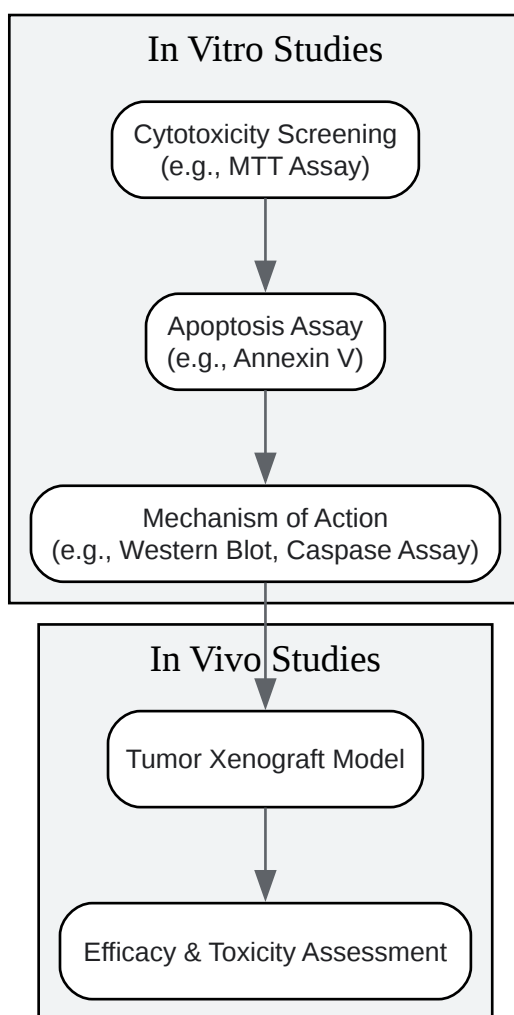 In Vitro Studies
Cytotoxicity Screening
(e.g., MTT Assay)
Apoptosis Assay
(e.g., Annexin V)
Mechanism of Action
(e.g., Western Blot, Caspase Assay)
In Vivo Studies
Tumor Xenograft Model
Efficacy & Toxicity Assessment